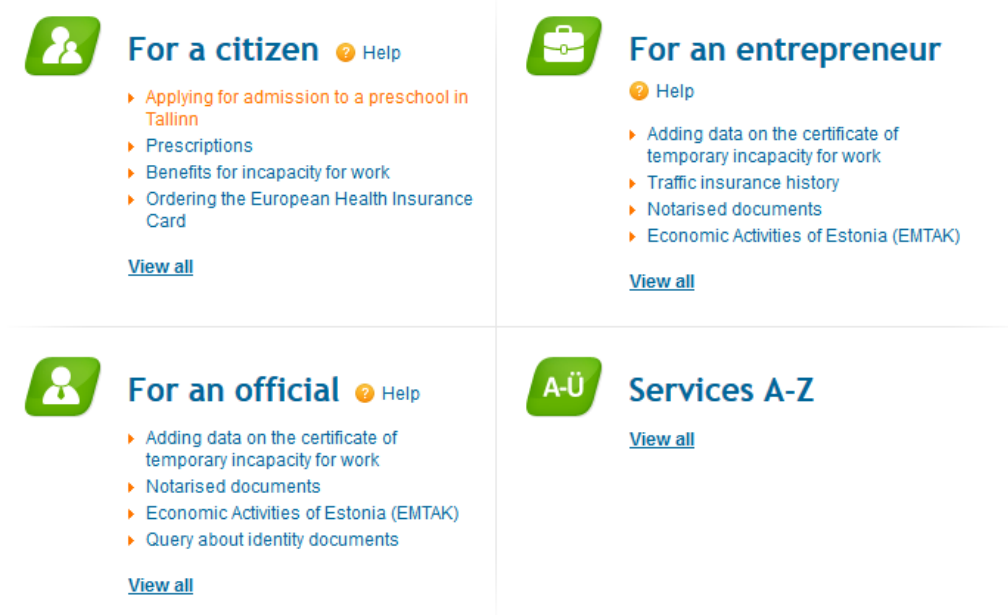 For a citizen ? Help
Applying for admission to a preschool in
Tallinn
Prescriptions
Benefits for incapacity for work
Ordering the European Health Insurance
Card
View all
For an entrepreneur
? Help
Adding data on the certificate of
temporary incapacity for work
Traffic insurance history
Notarised documents
Economic Activities of Estonia (EMTAK)
View all
For an official ? Help
Adding data on the certificate of
temporary incapacity for work
Notarised documents
Economic Activities of Estonia (EMTAK)
Query about identity documents
View all
A-Ü Services A-Z
View all